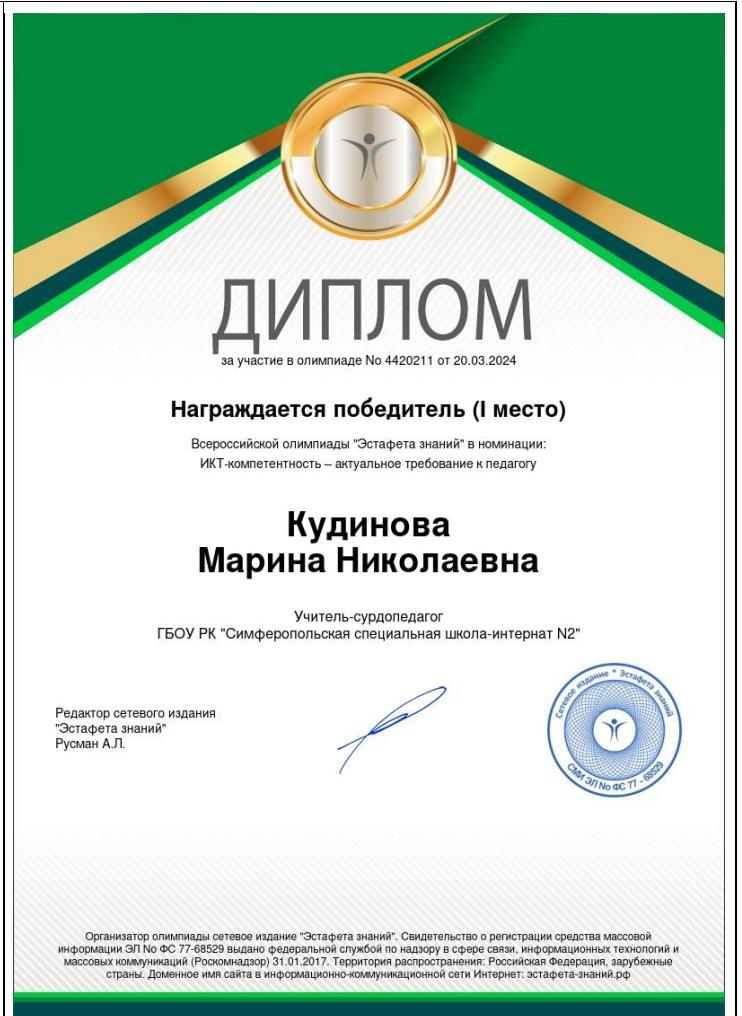 ДИПЛОМ
за участие в олимпиаде No 4420211 от 20.03.2024
Награждается победитель (I место)
Всероссийской олимпиады "Эстафета знаний" в номинации:
ИКТ-компетентность – актуальное требование к педагогу
Кудинова
Марина Николаевна
Учитель-сурдопедагог
ГБОУ РК "Симферопольская специальная школа-интернат N2"
Редактор сетевого издания
"Эстафета знаний"
Русман А.Л.
Сетевое издание * Эстафета знаний
СМИ ЭЛ No ФС 77 - 68529
Организатор олимпиады сетевое издание "Эстафета знаний". Свидетельство о регистрации средства массовой
информации ЭЛ No ФС 77-68529 выдано федеральной службой по надзору в сфере связи, информационных технологий и
массовых коммуникаций (Роскомнадзор) 31.01.2017. Территория распространения: Российская Федерация, зарубежные
страны. Доменное имя сайта в информационно-коммуникационной сети Интернет: эстафета-знаний.рф